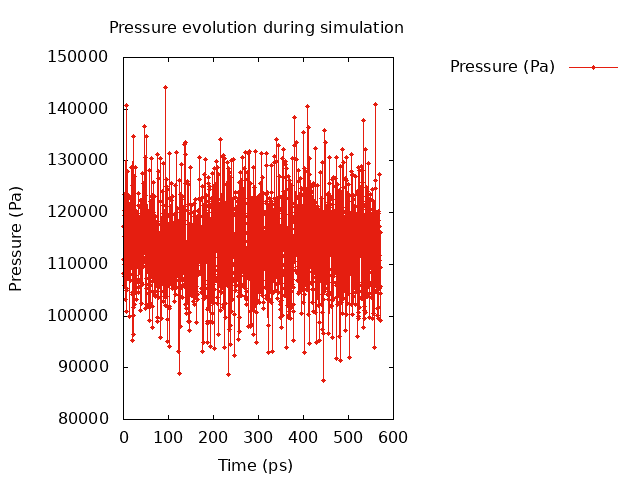 Pressure evolution during simulation
Pressure (Pa)
150000
140000
130000
120000
110000
100000
90000
80000
Pressure (Pa)
0 100 200 300 400 500 600
Time (ps)